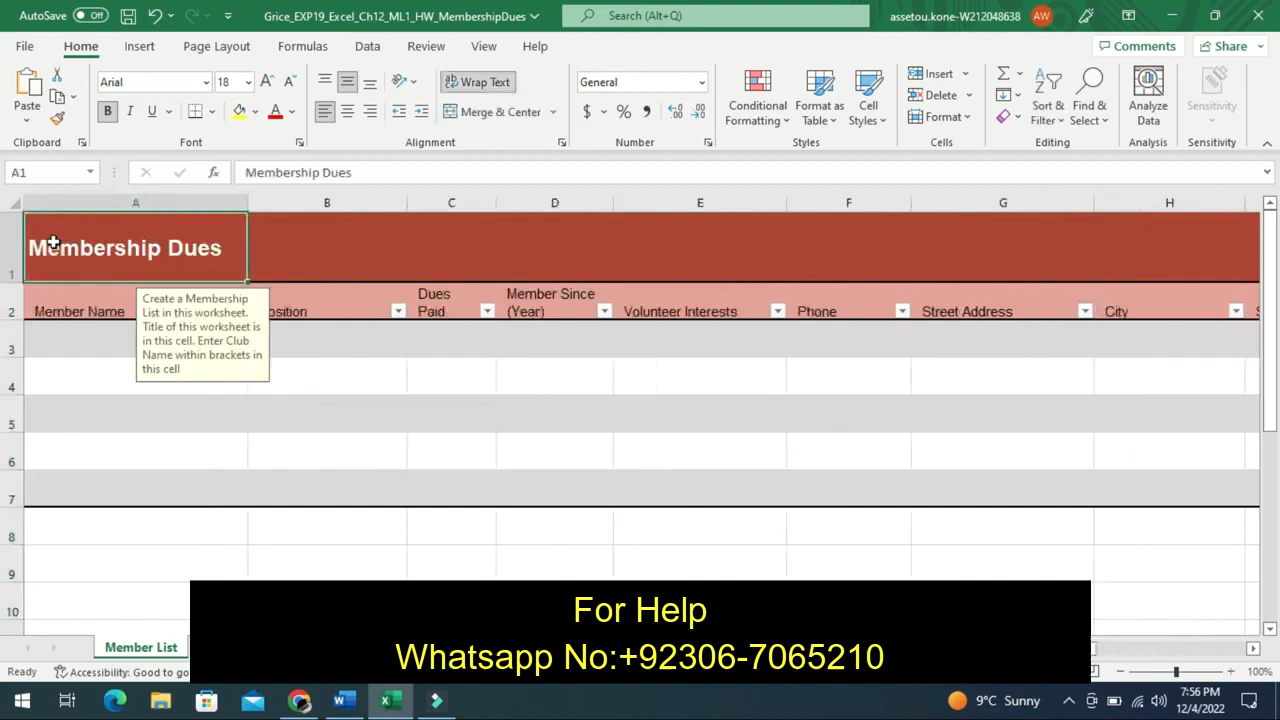 AutoSave Off Grice_EXP19_Excel_Ch12_ML1_HW_MembershipDues Search (Alt+Q) assetou.kone-W212048638 AW
File Home Insert Page Layout Formulas Data Review View Help Comments Share
Paste
Arial 18
B I U
Wrap Text
Merge & Center
General
$ % ,
Conditional Formatting
Format as Table
Cell Styles
Insert
Delete
Format
Sort & Filter
Find & Select
Analyze Data
Sensitivity
Clipboard Font Alignment Number Styles Cells Editing Analysis Sensitivity
A1 fx Membership Dues
A B C D E F G H
1 Membership Dues
2 Member Name osition Dues Paid Member Since (Year) Volunteer Interests Phone Street Address City
Create a Membership
List in this worksheet.
Title of this worksheet is
in this cell. Enter Club
Name within brackets in
this cell
3
4
5
6
7
8
9
10
For Help
Whatsapp No:+92306-7065210
Member List
Ready Accessibility: Good to go 100%
9°C Sunny 7:56 PM
12/4/2022